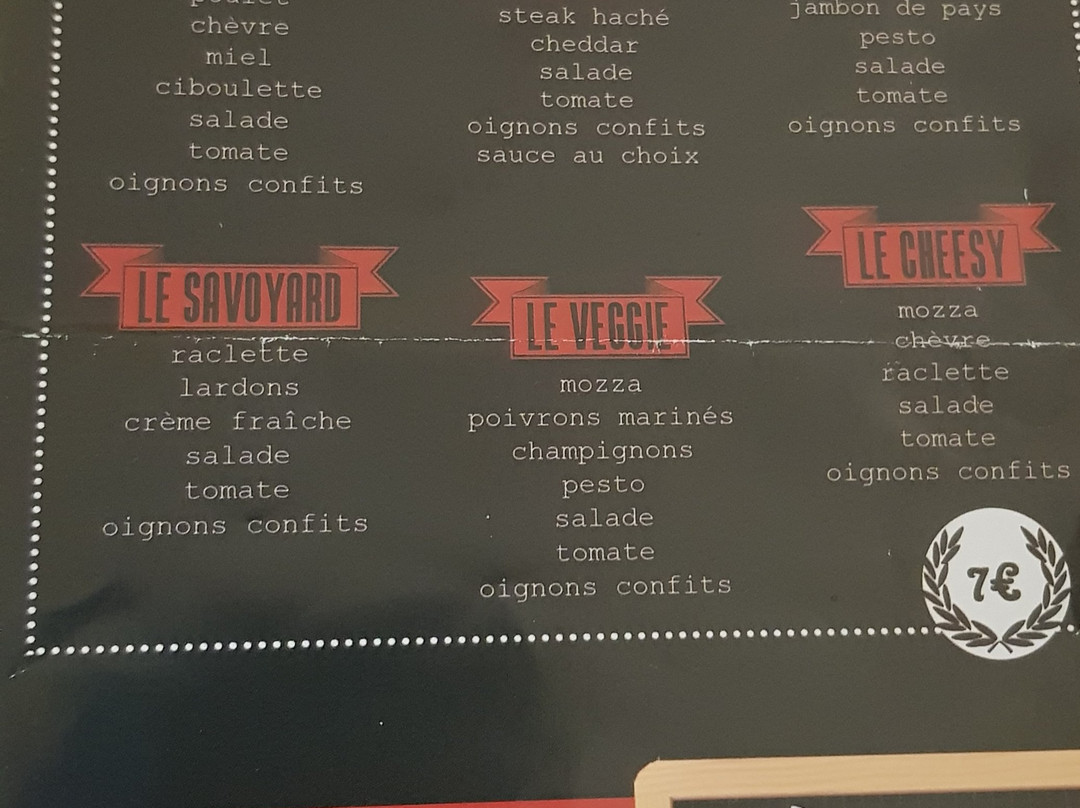 chèvre
miel
ciboulette
salade
tomate
oignons confits
steak haché
cheddar
salade
tomate
oignons confits
sauce au choix
jambon de pays
pesto
salade
tomate
oignons confits
LE SAVOYARD
raclette
lardons
crème fraîche
salade
tomate
oignons confits
LE VEGGIE
mozza
poivrons marinés
champignons
pesto
salade
tomate
oignons confits
LE CHEESY
mozza
chèvre
raclette
salade
tomate
oignons confits
7€